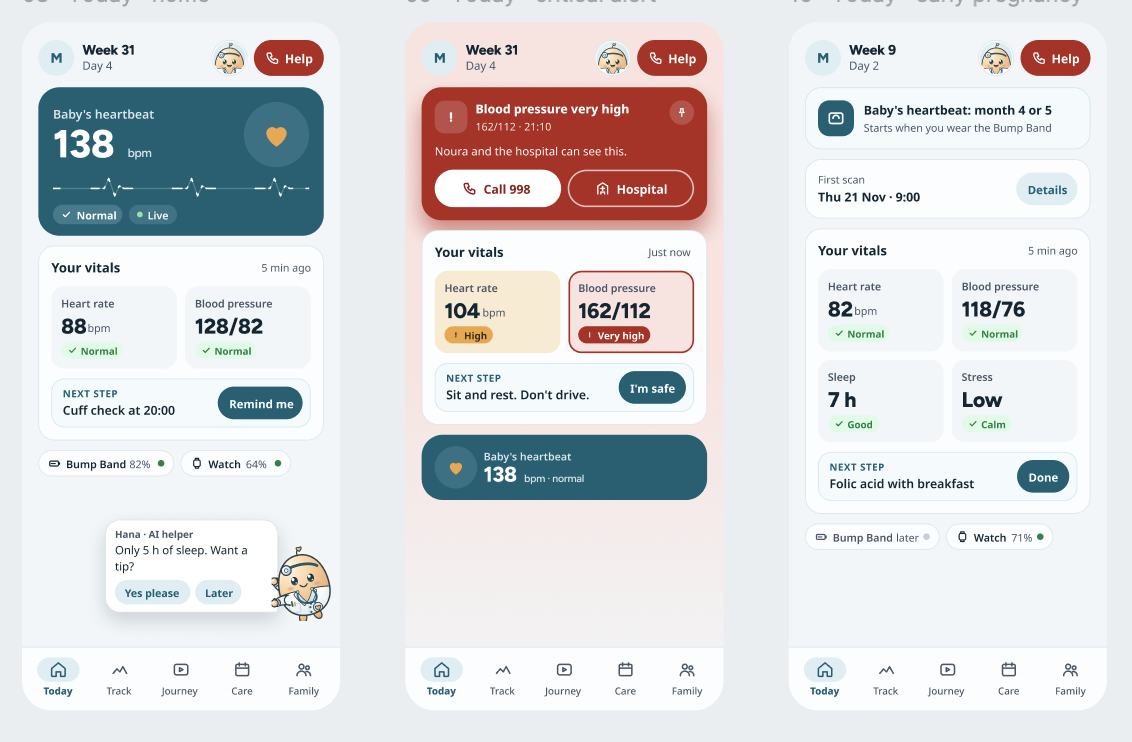 Week 31
Day 4
M
Help
Baby's heartbeat
138 bpm
Normal
Live
Your vitals
5 min ago
Heart rate
88 bpm
Normal
Blood pressure
128/82
Normal
NEXT STEP
Cuff check at 20:00
Remind me
Bump Band 82%
Watch 64%
Hana · AI helper
Only 5 h of sleep. Want a
tip?
Yes please
Later
Today
Track
Journey
Care
Family
M
Week 31
Day 4
Help
Blood pressure very high
162/112 · 21:10
Noura and the hospital can see this.
Call 998
Hospital
Your vitals
Just now
Heart rate
104 bpm
! High
Blood pressure
162/112
! Very high
NEXT STEP
Sit and rest. Don't drive.
I'm safe
Baby's heartbeat
138 bpm · normal
Today
Track
Journey
Care
Family
M
Week 9
Day 2
Help
Baby's heartbeat: month 4 or 5
Starts when you wear the Bump Band
First scan
Thu 21 Nov · 9:00
Details
Your vitals
5 min ago
Heart rate
82 bpm
Normal
Blood pressure
118/76
Normal
Sleep
7 h
Good
Stress
Low
Calm
NEXT STEP
Folic acid with breakfast
Done
Bump Band later
Watch 71%
Today
Track
Journey
Care
Family